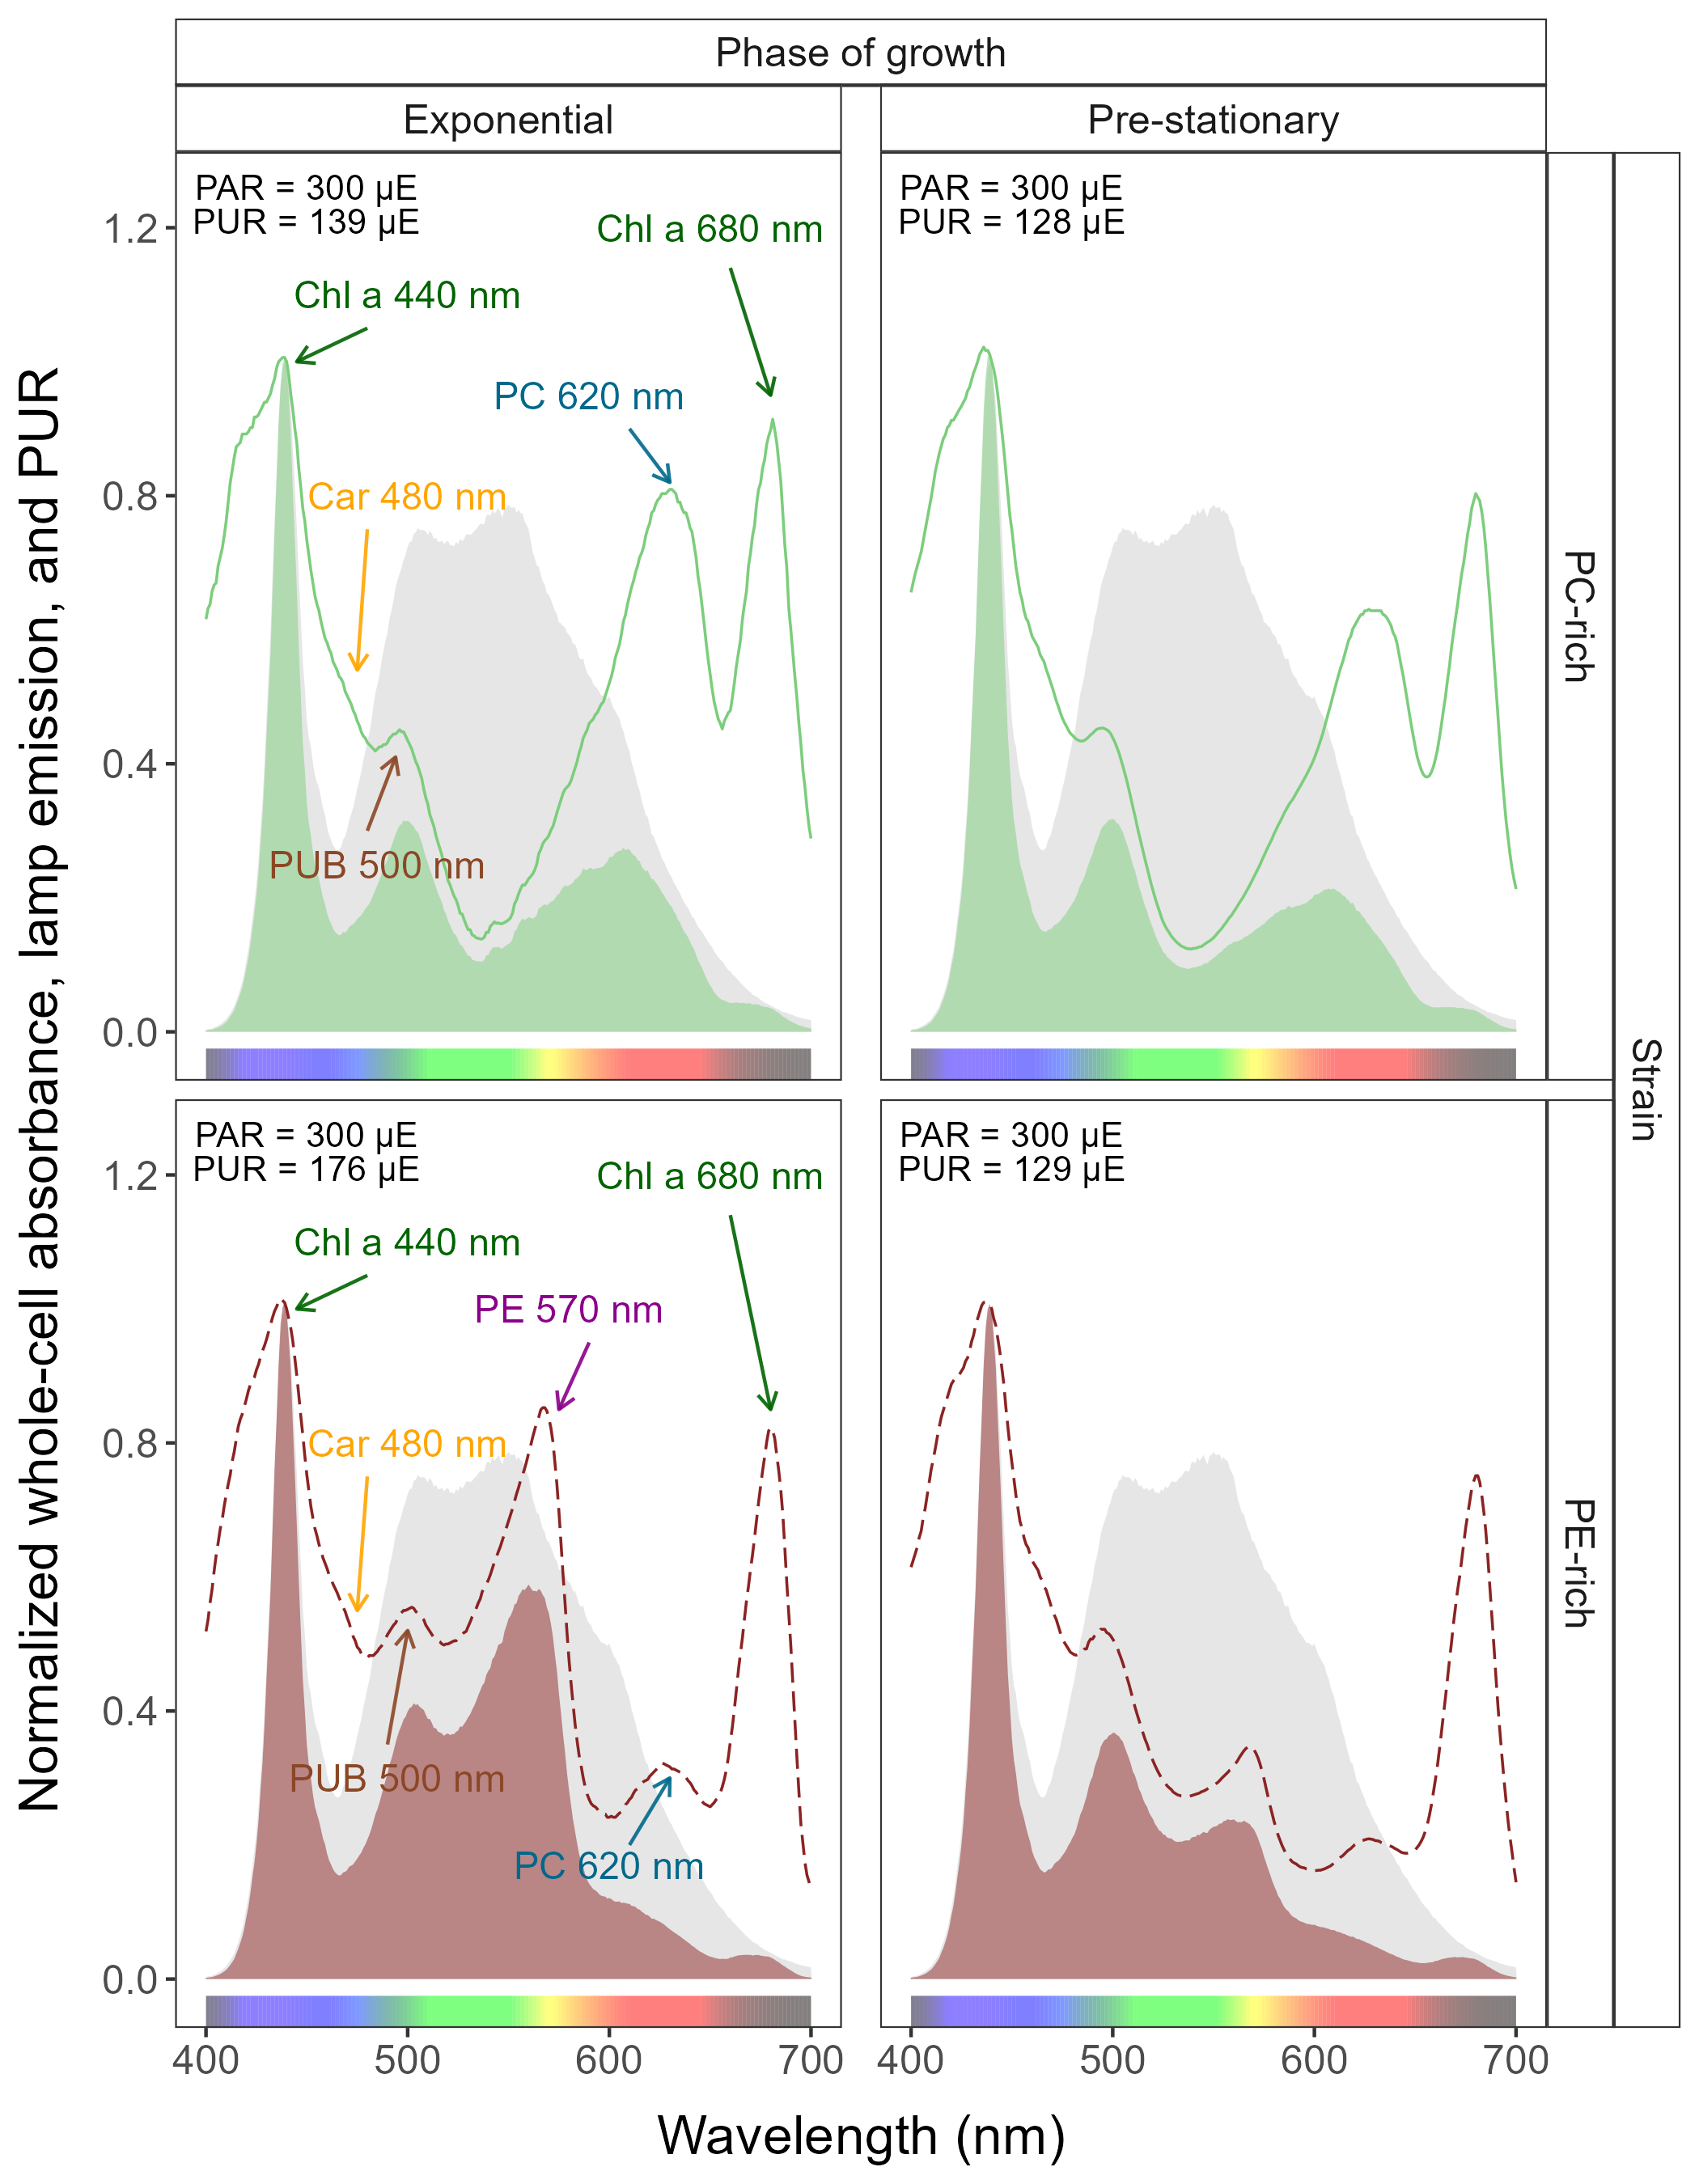 Phase of growth
Exponential
Pre-stationary
PAR = 300 µE
PUR = 139 µE
Chl a 680 nm
Chl a 440 nm
PC 620 nm
Car 480 nm
PUB 500 nm
PAR = 300 µE
PUR = 128 µE
PC-rich
1.2
0.8
0.4
0.0
Strain
Normalized whole-cell absorbance, lamp emission, and PUR
PAR = 300 µE
PUR = 176 µE
Chl a 680 nm
Chl a 440 nm
PE 570 nm
Car 480 nm
PUB 500 nm
PC 620 nm
PAR = 300 µE
PUR = 129 µE
PE-rich
1.2
0.8
0.4
0.0
400 500 600 700
400 500 600 700
Wavelength (nm)